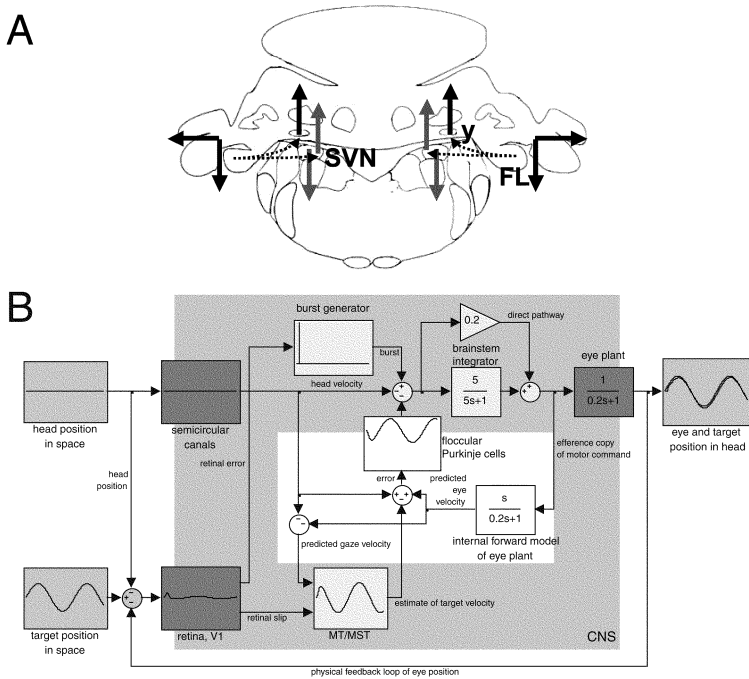 A
SVN
y
FL
B
burst generator
0.2
direct pathway
burst
brainstem
integrator
eye plant
head velocity
+
-
5
5s+1
+
+
1
0.2s+1
head position
in space
semicircular
canals
floccular
Purkinje cells
efference copy
of motor command
eye and target
position in head
head
position
retinal error
error
predicted
eye
velocity
+
-
+
s
0.2s+1
-
-
predicted gaze velocity
internal forward model
of eye plant
estimate of target velocity
retinal slip
target position
in space
retina, V1
MT/MST
CNS
physical feedback loop of eye position